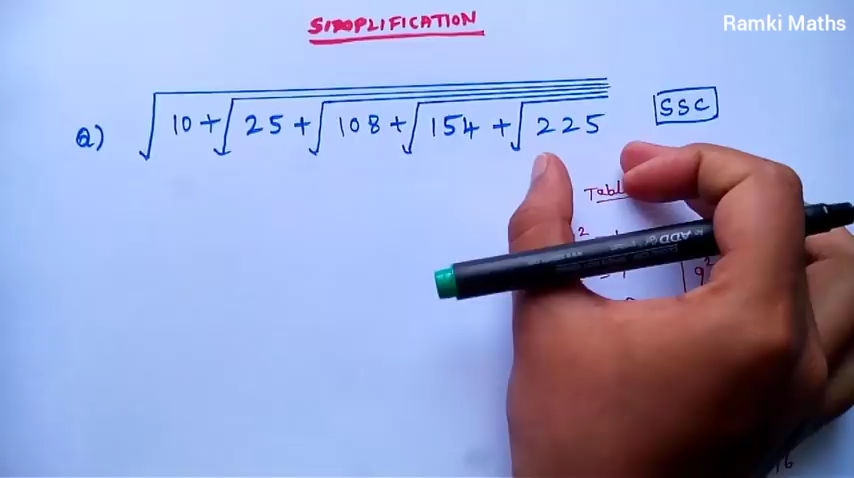 Ramki Maths
SIMPLIFICATION
Q) √10+√25+√108+√154+√225
SSC